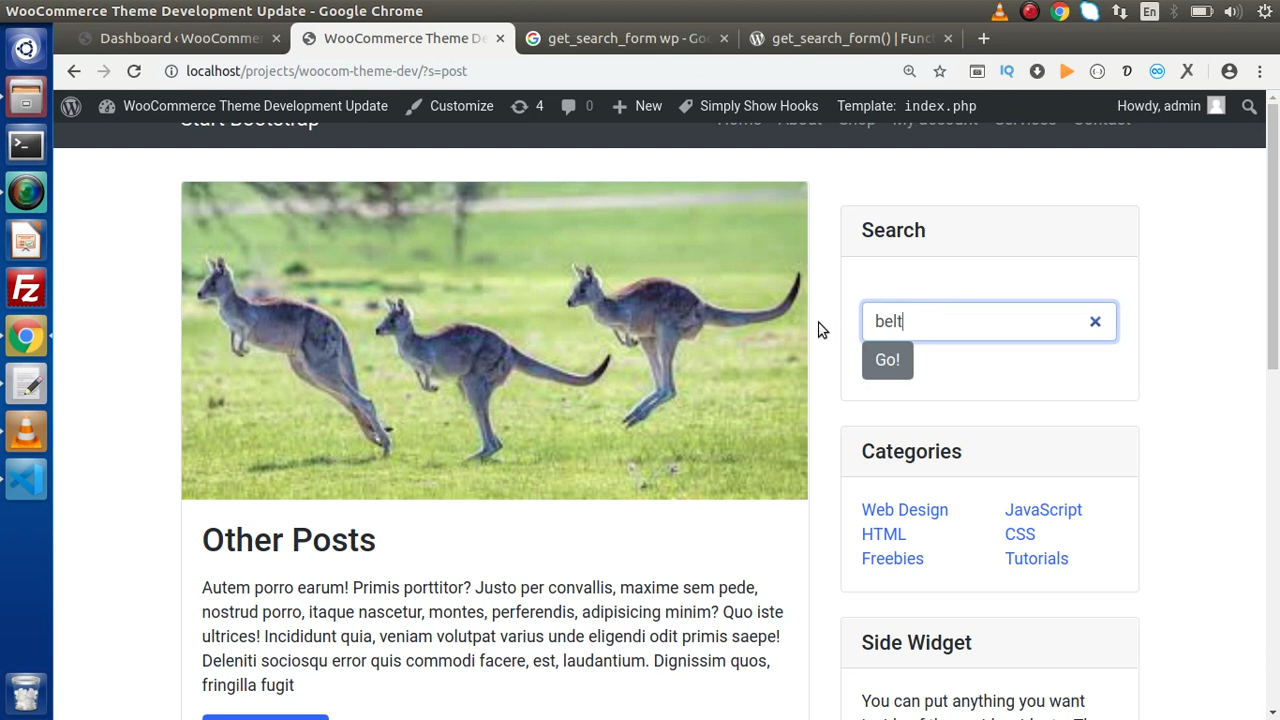 WooCommerce Theme Development Update - Google Chrome
En
Dashboard ‹ WooComme
WooCommerce Theme De
get_search_form wp - Goo
get_search_form() | Funct
localhost/projects/woocom-theme-dev/?s=post
WooCommerce Theme Development Update
Customize
4
0
New
Simply Show Hooks
Template: index.php
Howdy, admin
Start Bootstrap
Home About Shop My account Services Contact
Search
belt
Go!
Categories
Web Design JavaScript
HTML CSS
Freebies Tutorials
Other Posts
Autem porro earum! Primis porttitor? Justo per convallis, maxime sem pede,
nostrud porro, itaque nascetur, montes, perferendis, adipisicing minim? Quo iste
ultrices! Incididunt quia, veniam volutpat varius unde eligendi odit primis saepe!
Deleniti sociosqu error quis commodi facere, est, laudantium. Dignissim quos,
fringilla fugit
Side Widget
You can put anything you want